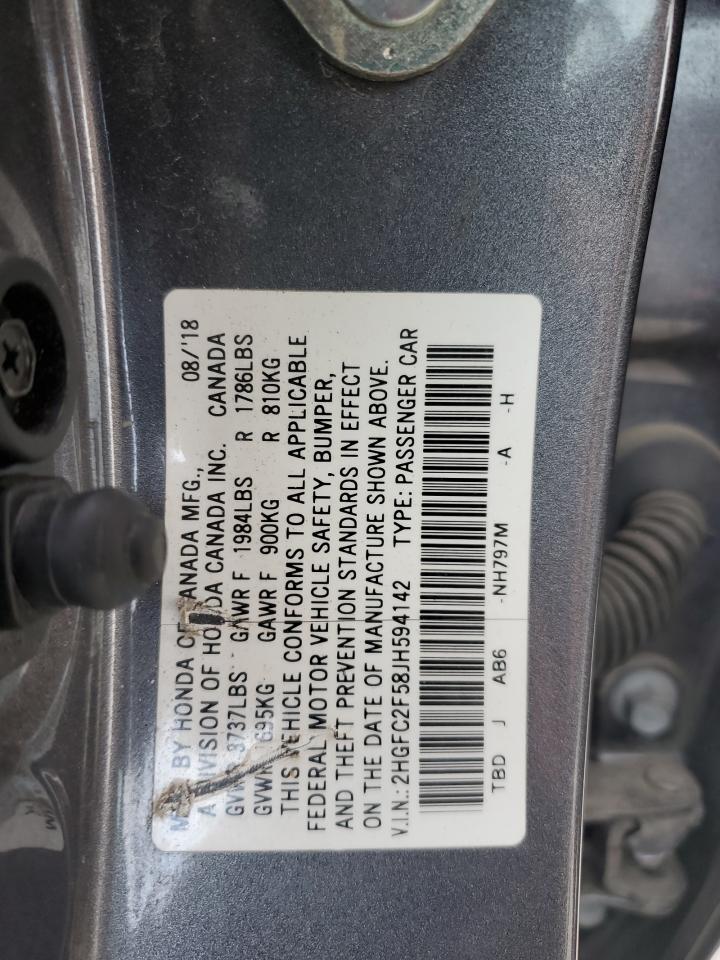 BY HONDA OF CANADA MFG., 08/'18
A DIVISION OF HONDA CANADA INC. CANADA
3737LBS GAWR F 1984LBS R 1786LBS
GVWR 1695KG GAWR F 900KG R 810KG
THIS VEHICLE CONFORMS TO ALL APPLICABLE
FEDERAL MOTOR VEHICLE SAFETY, BUMPER,
AND THEFT PREVENTION STANDARDS IN EFFECT
ON THE DATE OF MANUFACTURE SHOWN ABOVE.
V.I.N.: 2HGFC2F58JH594142 TYPE: PASSENGER CAR
TBD J AB6 -NH797M -A -H